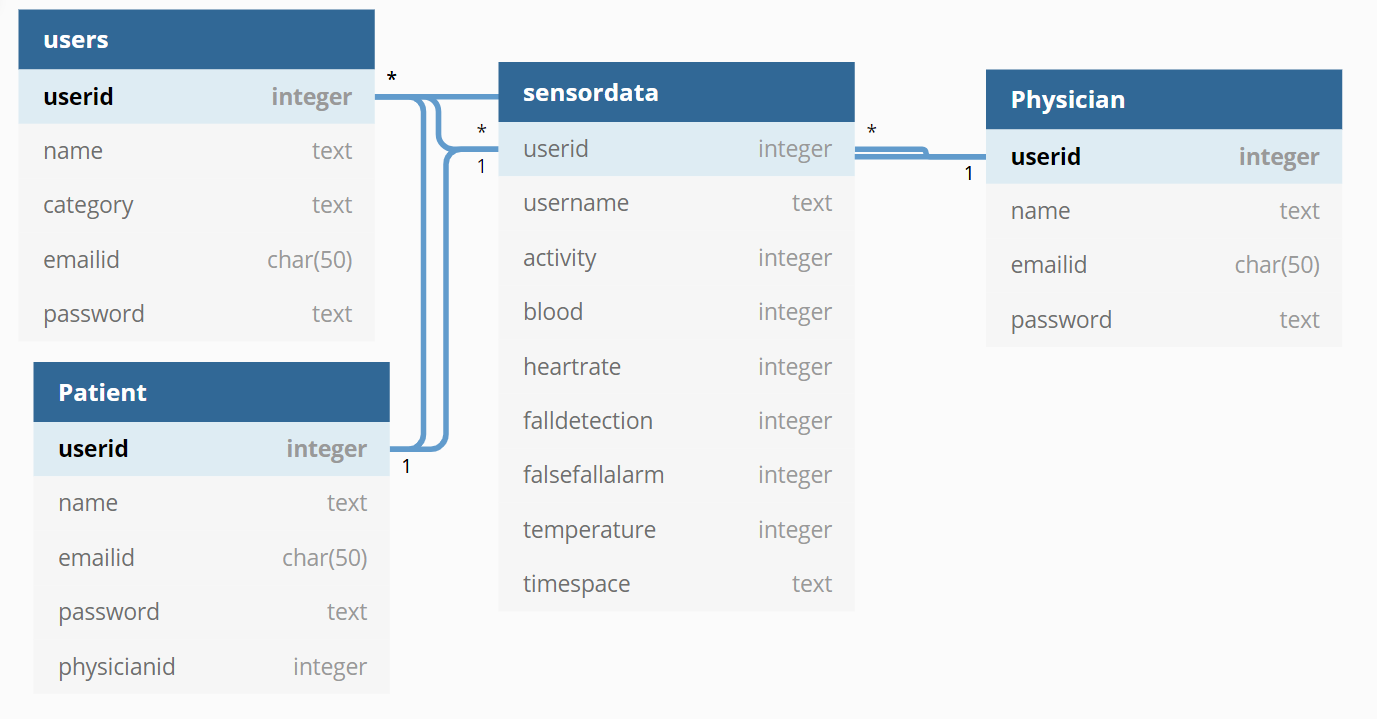 users
userid integer
name text
category text
emailid char(50)
password text
*
Patient
userid integer
name text
emailid char(50)
password text
physicianid integer
1
*
1
sensordata
userid integer
username text
activity integer
blood integer
heartrate integer
falldetection integer
falsefallalarm integer
temperature integer
timespace text
*
1
Physician
userid integer
name text
emailid char(50)
password text